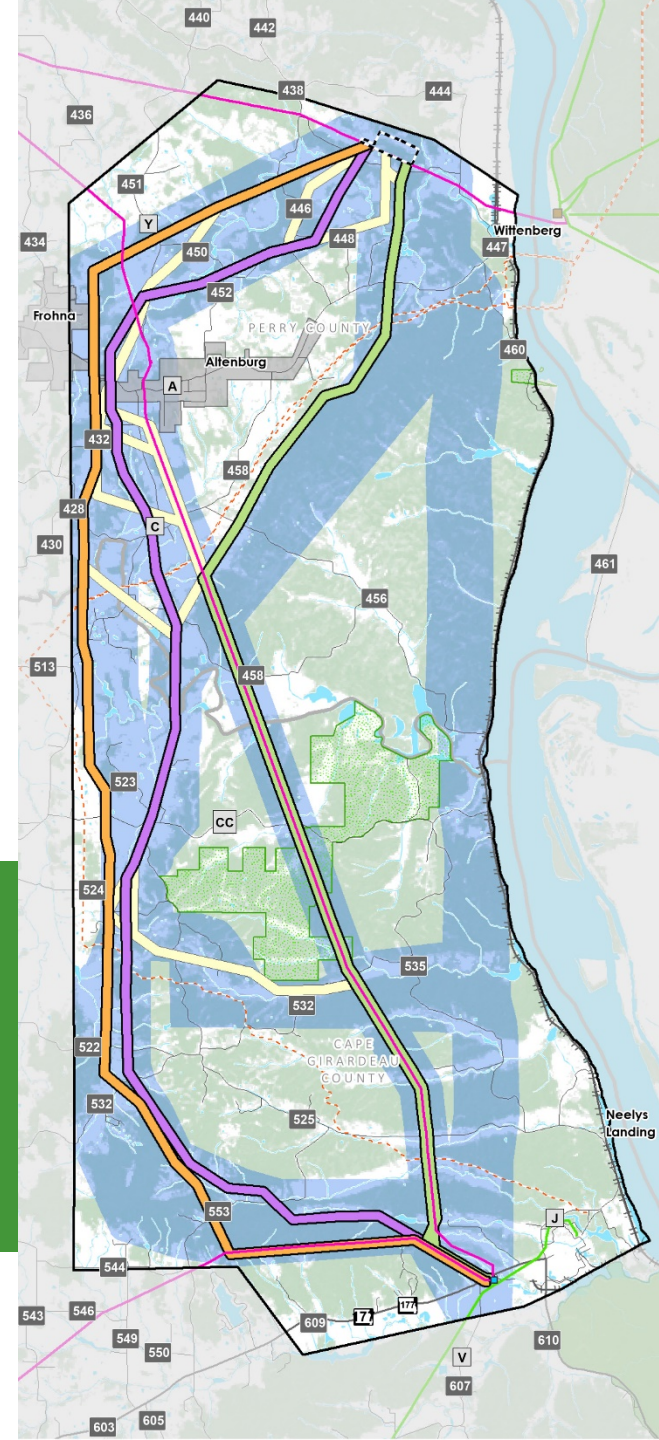 440
442
438
444
436
451
446
Y
434
450
448
447
Wittenberg
452
Frohna
PERRY COUNTY
460
Altenburg
A
432
458
428
C
430
461
456
513
458
523
CC
524
535
532
522
CAPE
GIRARDEAU
COUNTY
532
525
Neelys
Landing
553
J
544
177
543
546
177
609
549
610
550
V
607
605
603